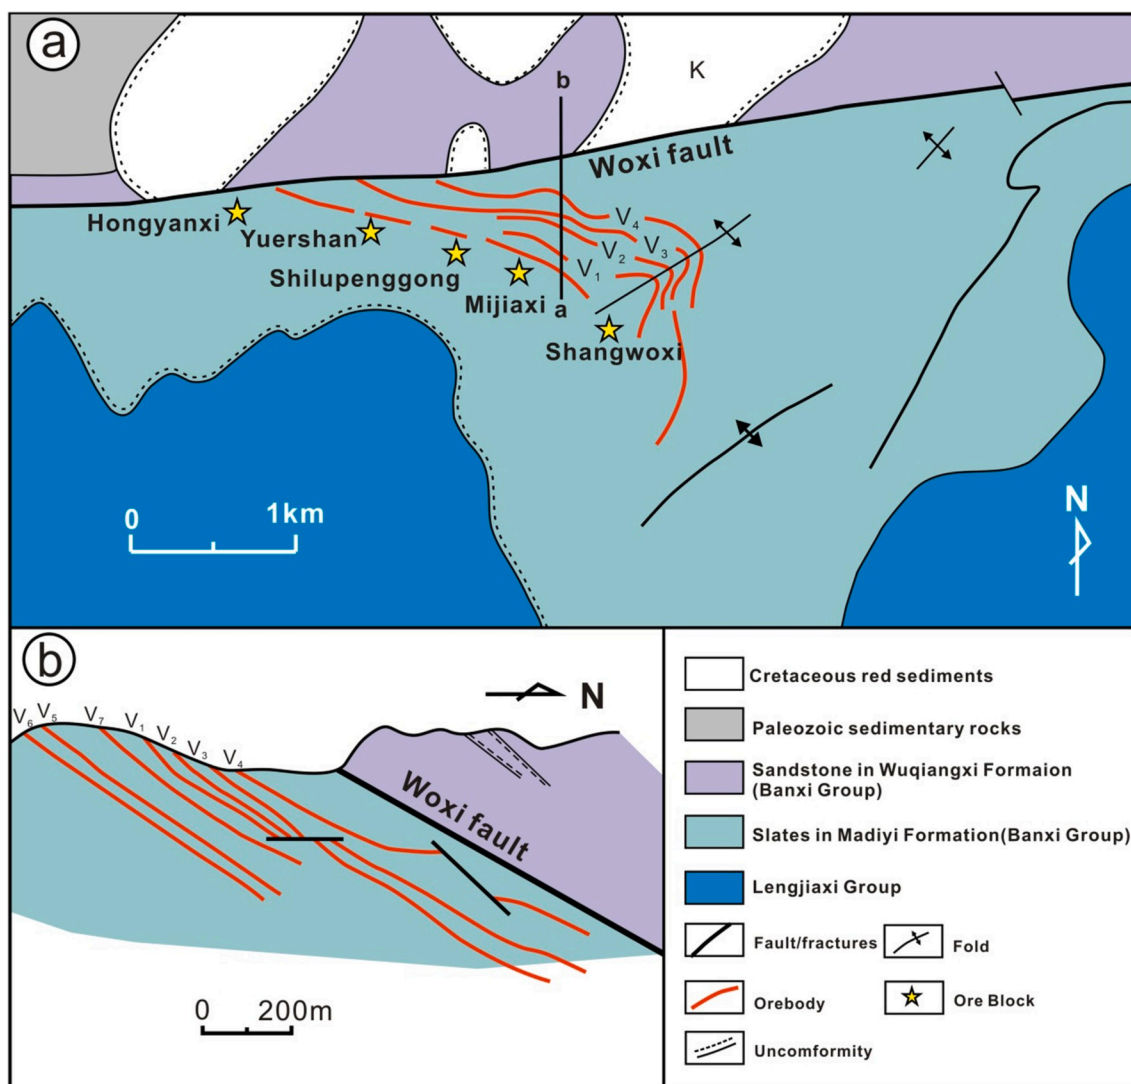 a
b
K
Woxi fault
Hongyanxi
Yuershan
Shilupenggong
Mijiaxi
a
Shangwoxi
V4
V3
V2
V1
0 1km
N
b
N
V6 V5 V7 V1 V2 V3 V4
Woxi fault
0 200m
Cretaceous red sediments
Paleozoic sedimentary rocks
Sandstone in Wuqiangxi Formaion
(Banxi Group)
Slates in Madiyi Formation(Banxi Group)
Lengjiaxi Group
Fault/fractures
Fold
Orebody
Ore Block
Uncomformity